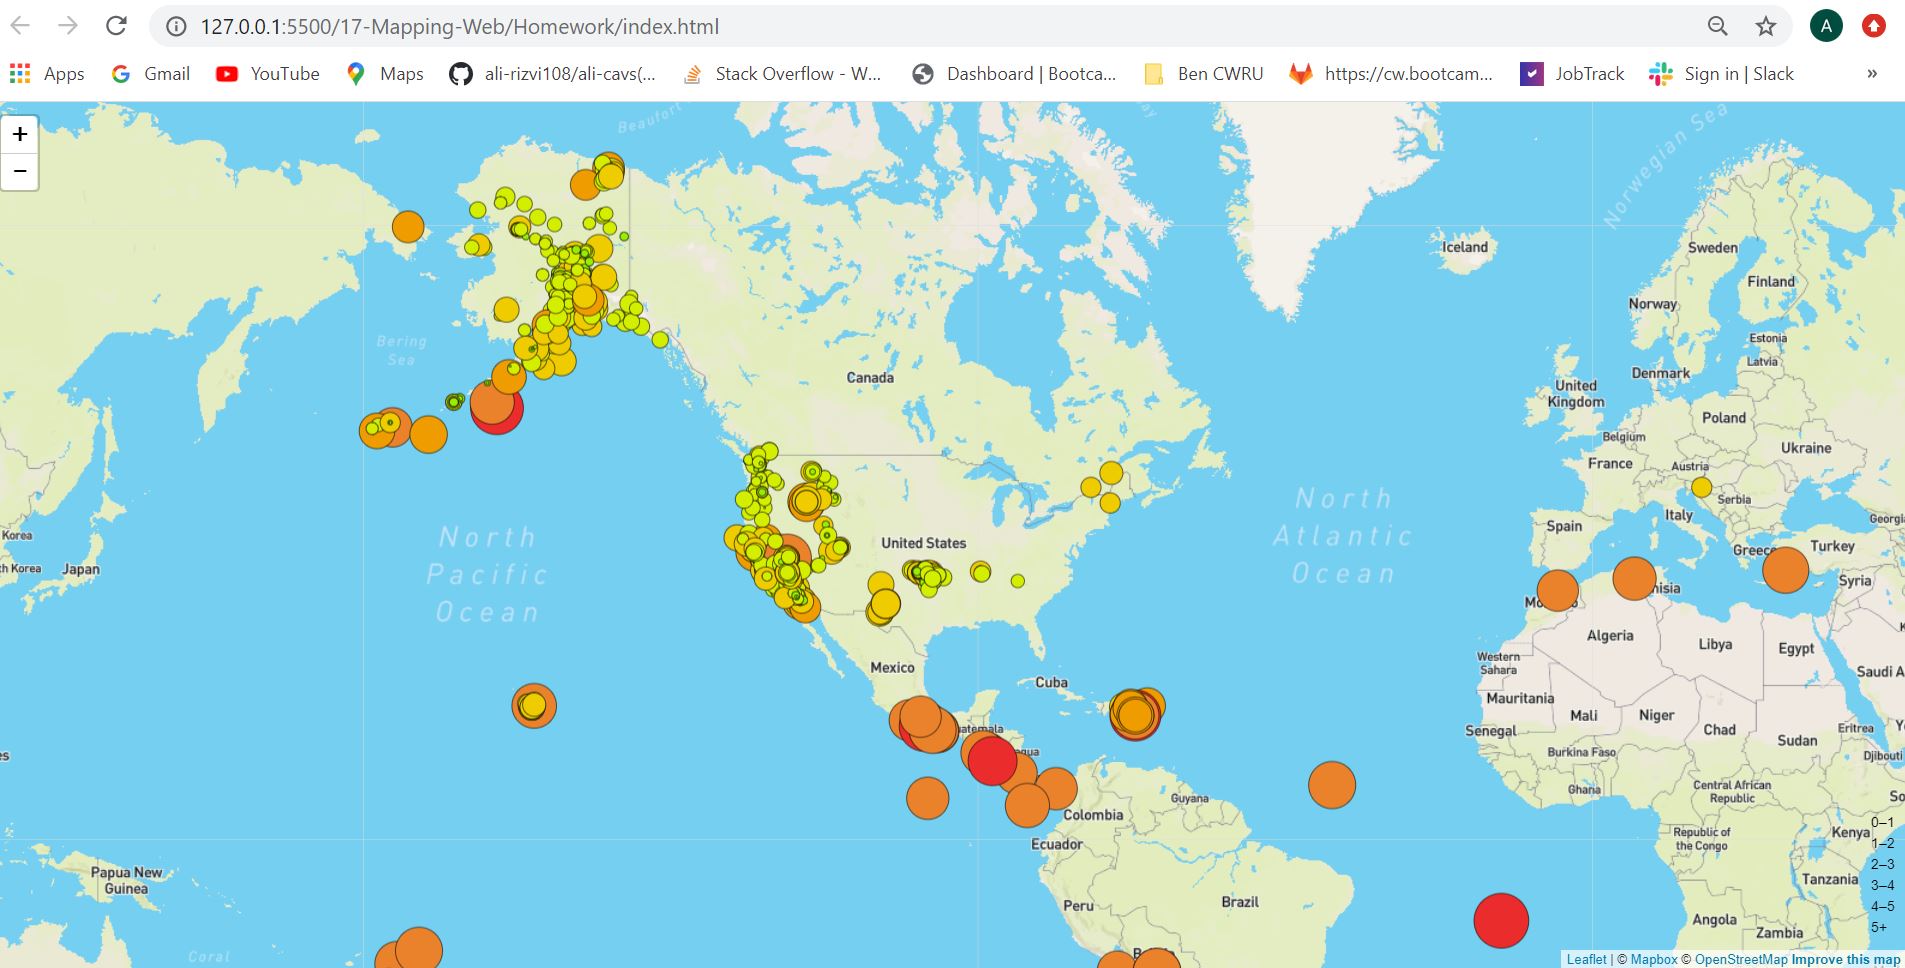 127.0.0.1:5500/17-Mapping-Web/Homework/index.html
A
Apps
Gmail
YouTube
Maps
ali-rizvi108/ali-cavs(...
Stack Overflow - W...
Dashboard | Bootca...
Ben CWRU
https://cw.bootcam...
JobTrack
Sign in | Slack
»
+
−
Beaufort
Norwegian Sea
Iceland
Sweden
Finland
Norway
Estonia
Latvia
Bering
Sea
Canada
Denmark
United
Kingdom
Poland
Belgium
Ukraine
France
Austria
Serbia
North
Atlantic
Ocean
Italy
Spain
Georgi
Greece
Turkey
Syria
Korea
th Korea
Japan
North
Pacific
Ocean
United States
nisia
Algeria
Libya
Egypt
Western
Sahara
Saudi A
Mexico
Cuba
Mauritania
Mali
Niger
Chad
Sudan
Eritrea
Senegal
Burkina Faso
Djibouti
atemala
agua
Ghana
Central African
Republic
So
Guyana
Colombia
Ecuador
Republic of
the Congo
Kenya
Tanzania
Papua New
Guinea
Peru
Brazil
Angola
Zambia
Coral
0–1
1–2
2–3
3–4
4–5
5+
Leaflet | © Mapbox © OpenStreetMap Improve this map